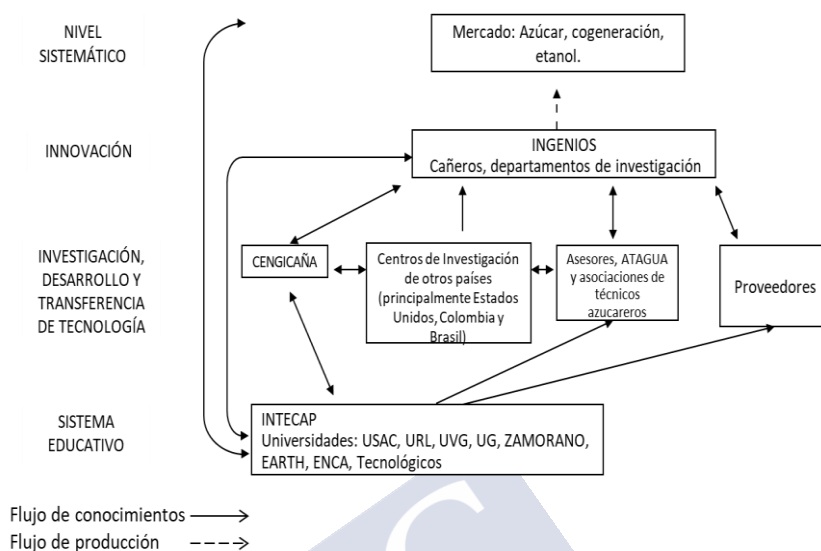 NIVEL
SISTEMÁTICO
Mercado: Azúcar, cogeneración,
etanol.
INNOVACIÓN
INGENIOS
Cañeros, departamentos de investigación
INVESTIGACIÓN,
DESARROLLO Y
TRANSFERENCIA
DE TECNOLOGÍA
CENGICAÑA
Centros de Investigación
de otros países
(principalmente Estados
Unidos, Colombia y
Brasil)
Asesores, ATAGUA
y asociaciones de
técnicos
azucareros
Proveedores
SISTEMA
EDUCATIVO
INTECAP
Universidades: USAC, URL, UVG, UG, ZAMORANO,
EARTH, ENCA, Tecnológicos
Flujo de conocimientos
Flujo de producción
C